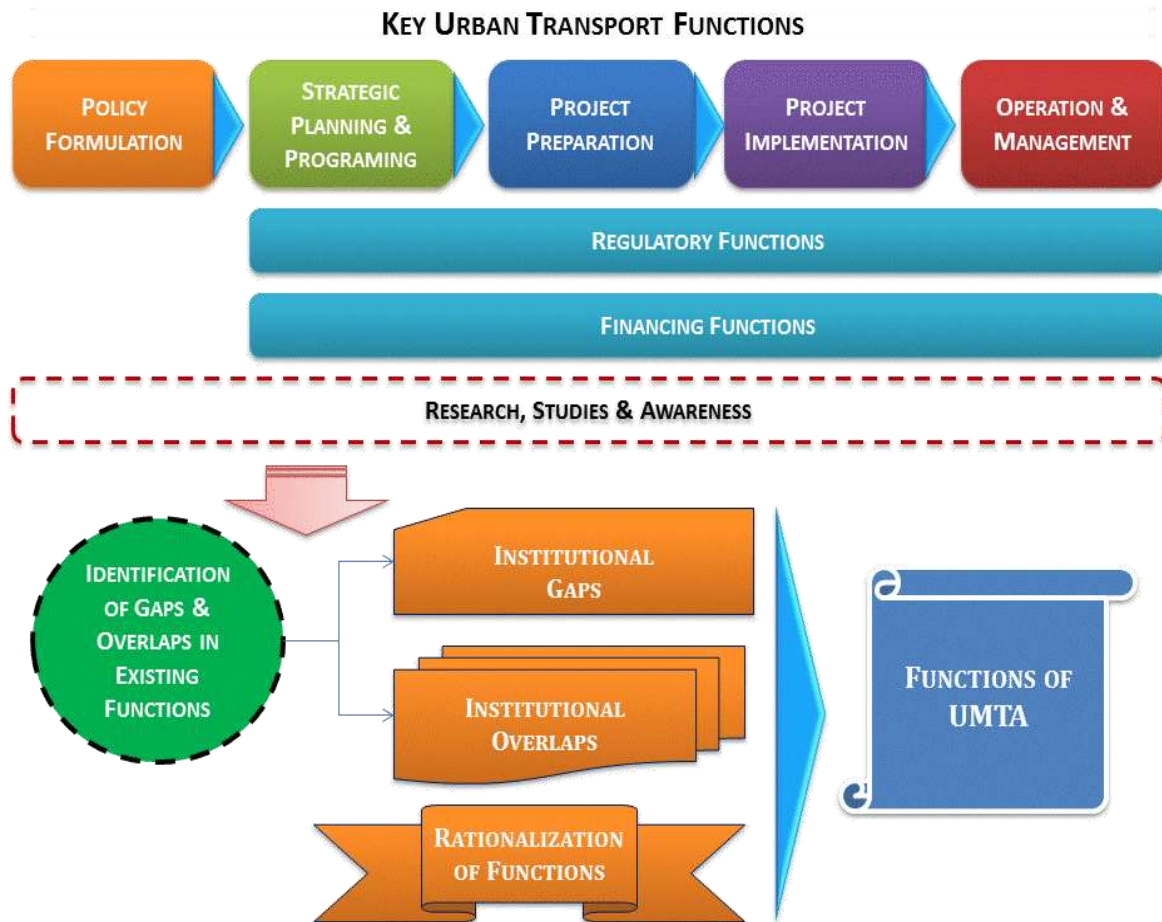 KEY URBAN TRANSPORT FUNCTIONS
POLICY
FORMULATION
STRATEGIC
PLANNING &
PROGRAMING
PROJECT
PREPARATION
PROJECT
IMPLEMENTATION
OPERATION &
MANAGEMENT
REGULATORY FUNCTIONS
FINANCING FUNCTIONS
RESEARCH, STUDIES & AWARENESS
IDENTIFICATION
OF GAPS &
OVERLAPS IN
EXISTING
FUNCTIONS
INSTITUTIONAL
GAPS
INSTITUTIONAL
OVERLAPS
RATIONALIZATION
OF FUNCTIONS
FUNCTIONS OF
UMTA